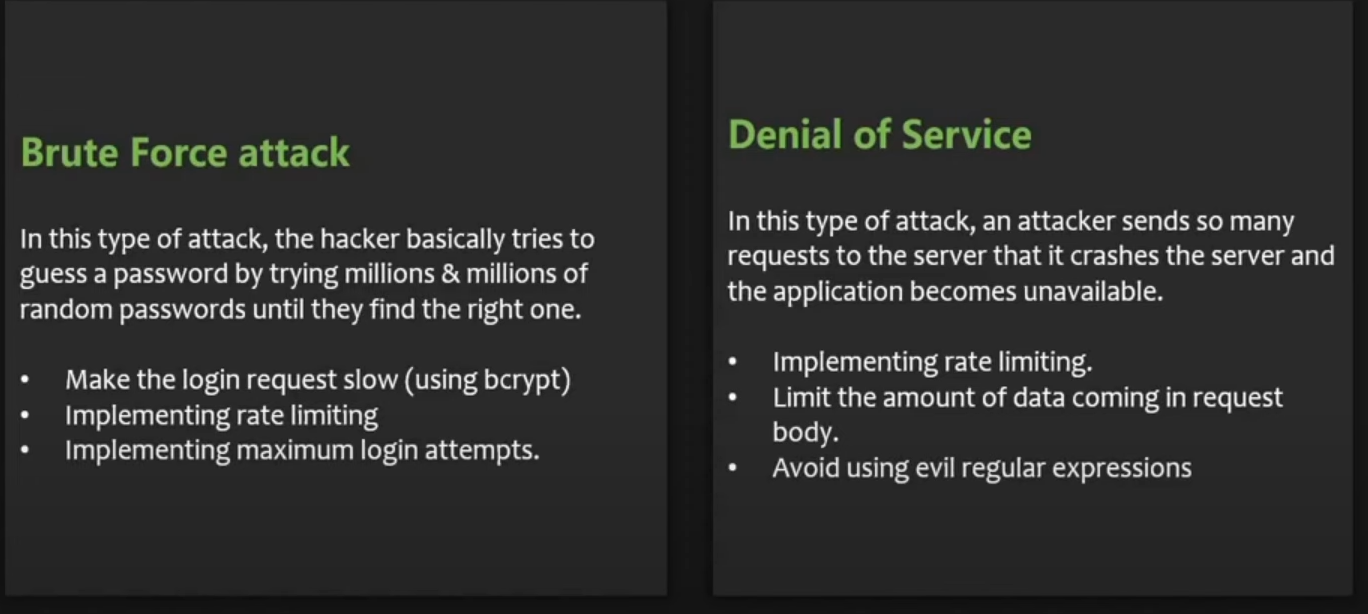 Brute Force attack
In this type of attack, the hacker basically tries to
guess a password by trying millions & millions of
random passwords until they find the right one.
• Make the login request slow (using bcrypt)
• Implementing rate limiting
• Implementing maximum login attempts.
Denial of Service
In this type of attack, an attacker sends so many
requests to the server that it crashes the server and
the application becomes unavailable.
• Implementing rate limiting.
• Limit the amount of data coming in request
body.
• Avoid using evil regular expressions